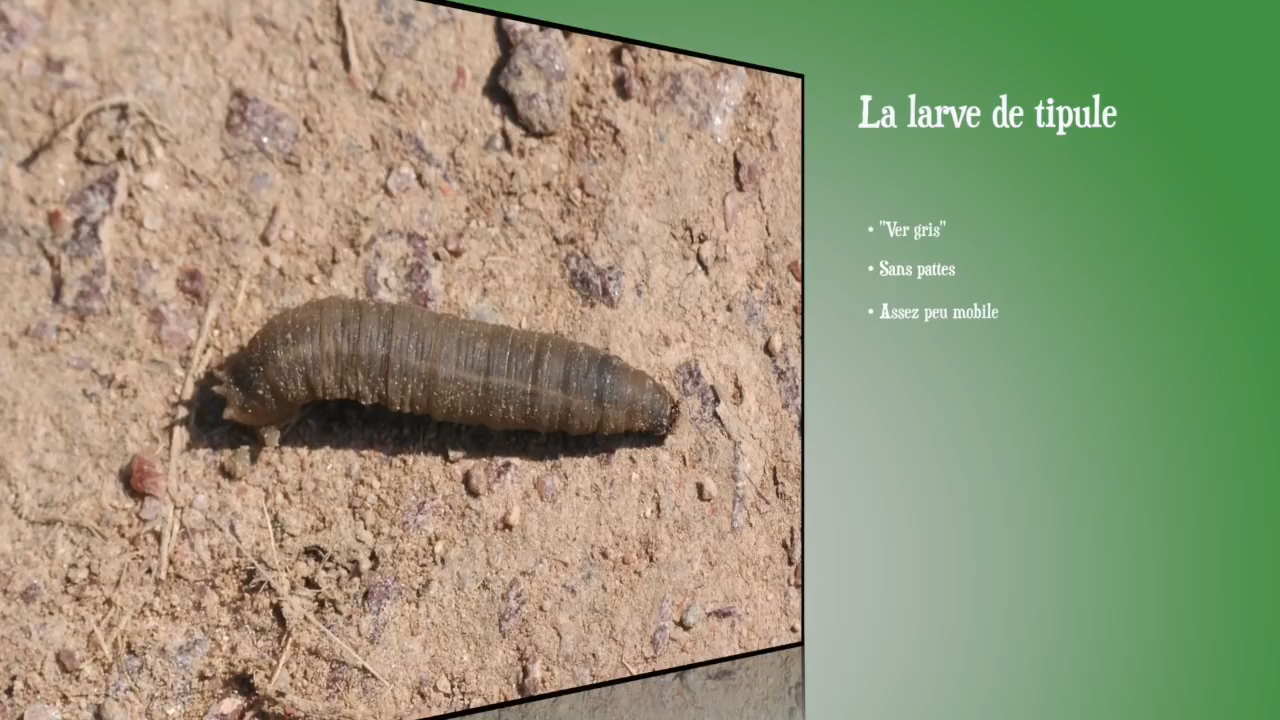 La larve de tipule
• "Ver gris"
• Sans pattes
• Assez peu mobile